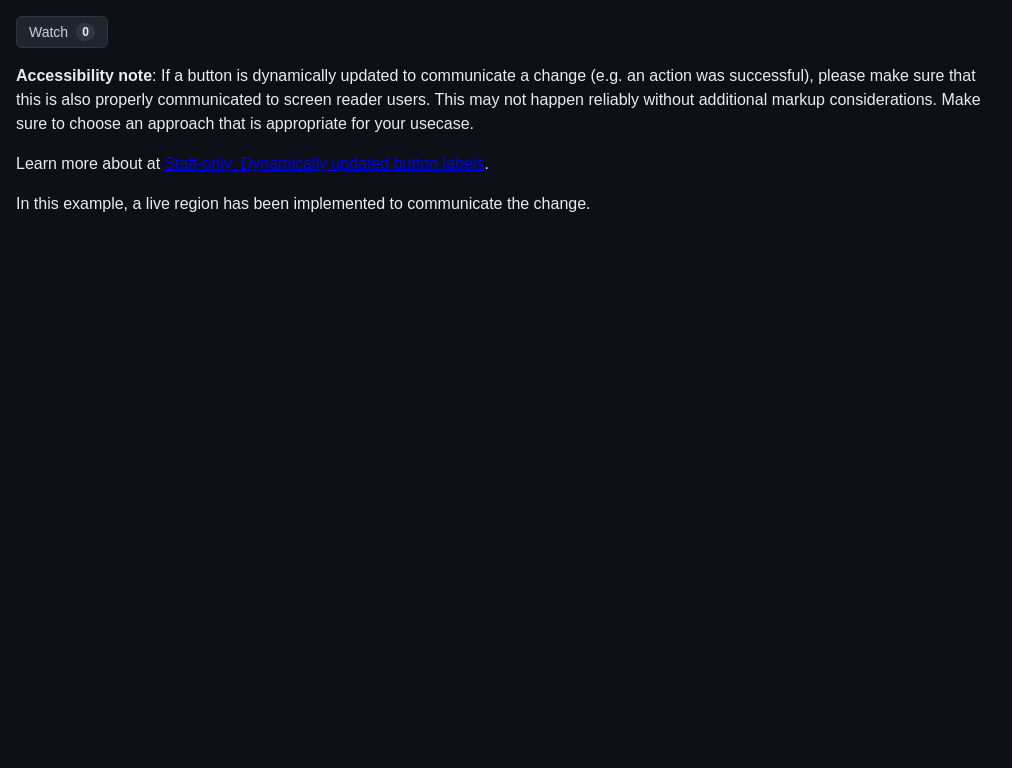 Watch 0
Accessibility note: If a button is dynamically updated to communicate a change (e.g. an action was successful), please make sure that
this is also properly communicated to screen reader users. This may not happen reliably without additional markup considerations. Make
sure to choose an approach that is appropriate for your usecase.
Learn more about at Staff-only: Dynamically updated button labels.
In this example, a live region has been implemented to communicate the change.